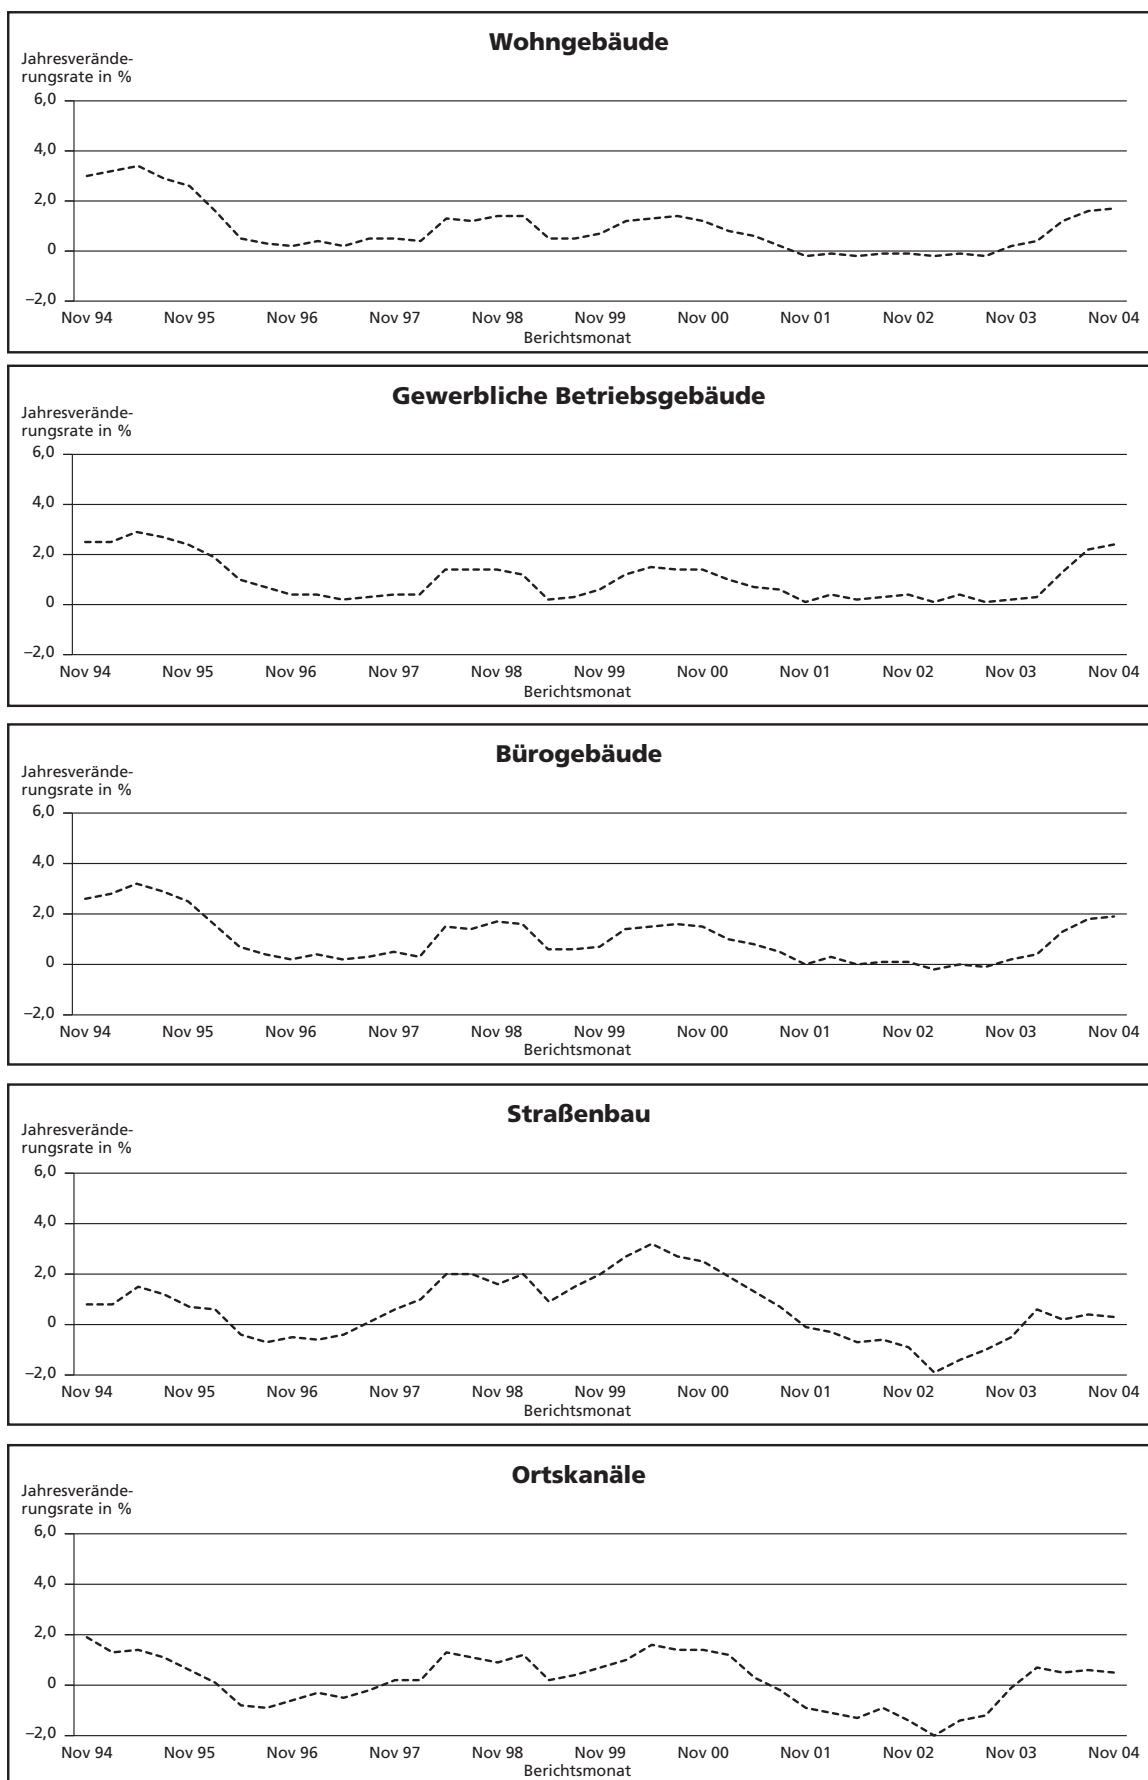 Wohngebäude
Jahresverände-
rungsrate in %
6,0
4,0
2,0
0
–2,0
Nov 94 Nov 95 Nov 96 Nov 97 Nov 98 Nov 99 Nov 00 Nov 01 Nov 02 Nov 03 Nov 04
Berichtsmonat
Gewerbliche Betriebsgebäude
Jahresverände-
rungsrate in %
6,0
4,0
2,0
0
–2,0
Nov 94 Nov 95 Nov 96 Nov 97 Nov 98 Nov 99 Nov 00 Nov 01 Nov 02 Nov 03 Nov 04
Berichtsmonat
Bürogebäude
Jahresverände-
rungsrate in %
6,0
4,0
2,0
0
–2,0
Nov 94 Nov 95 Nov 96 Nov 97 Nov 98 Nov 99 Nov 00 Nov 01 Nov 02 Nov 03 Nov 04
Berichtsmonat
Straßenbau
Jahresverände-
rungsrate in %
6,0
4,0
2,0
0
–2,0
Nov 94 Nov 95 Nov 96 Nov 97 Nov 98 Nov 99 Nov 00 Nov 01 Nov 02 Nov 03 Nov 04
Berichtsmonat
Ortskanäle
Jahresverände-
rungsrate in %
6,0
4,0
2,0
0
–2,0
Nov 94 Nov 95 Nov 96 Nov 97 Nov 98 Nov 99 Nov 00 Nov 01 Nov 02 Nov 03 Nov 04
Berichtsmonat